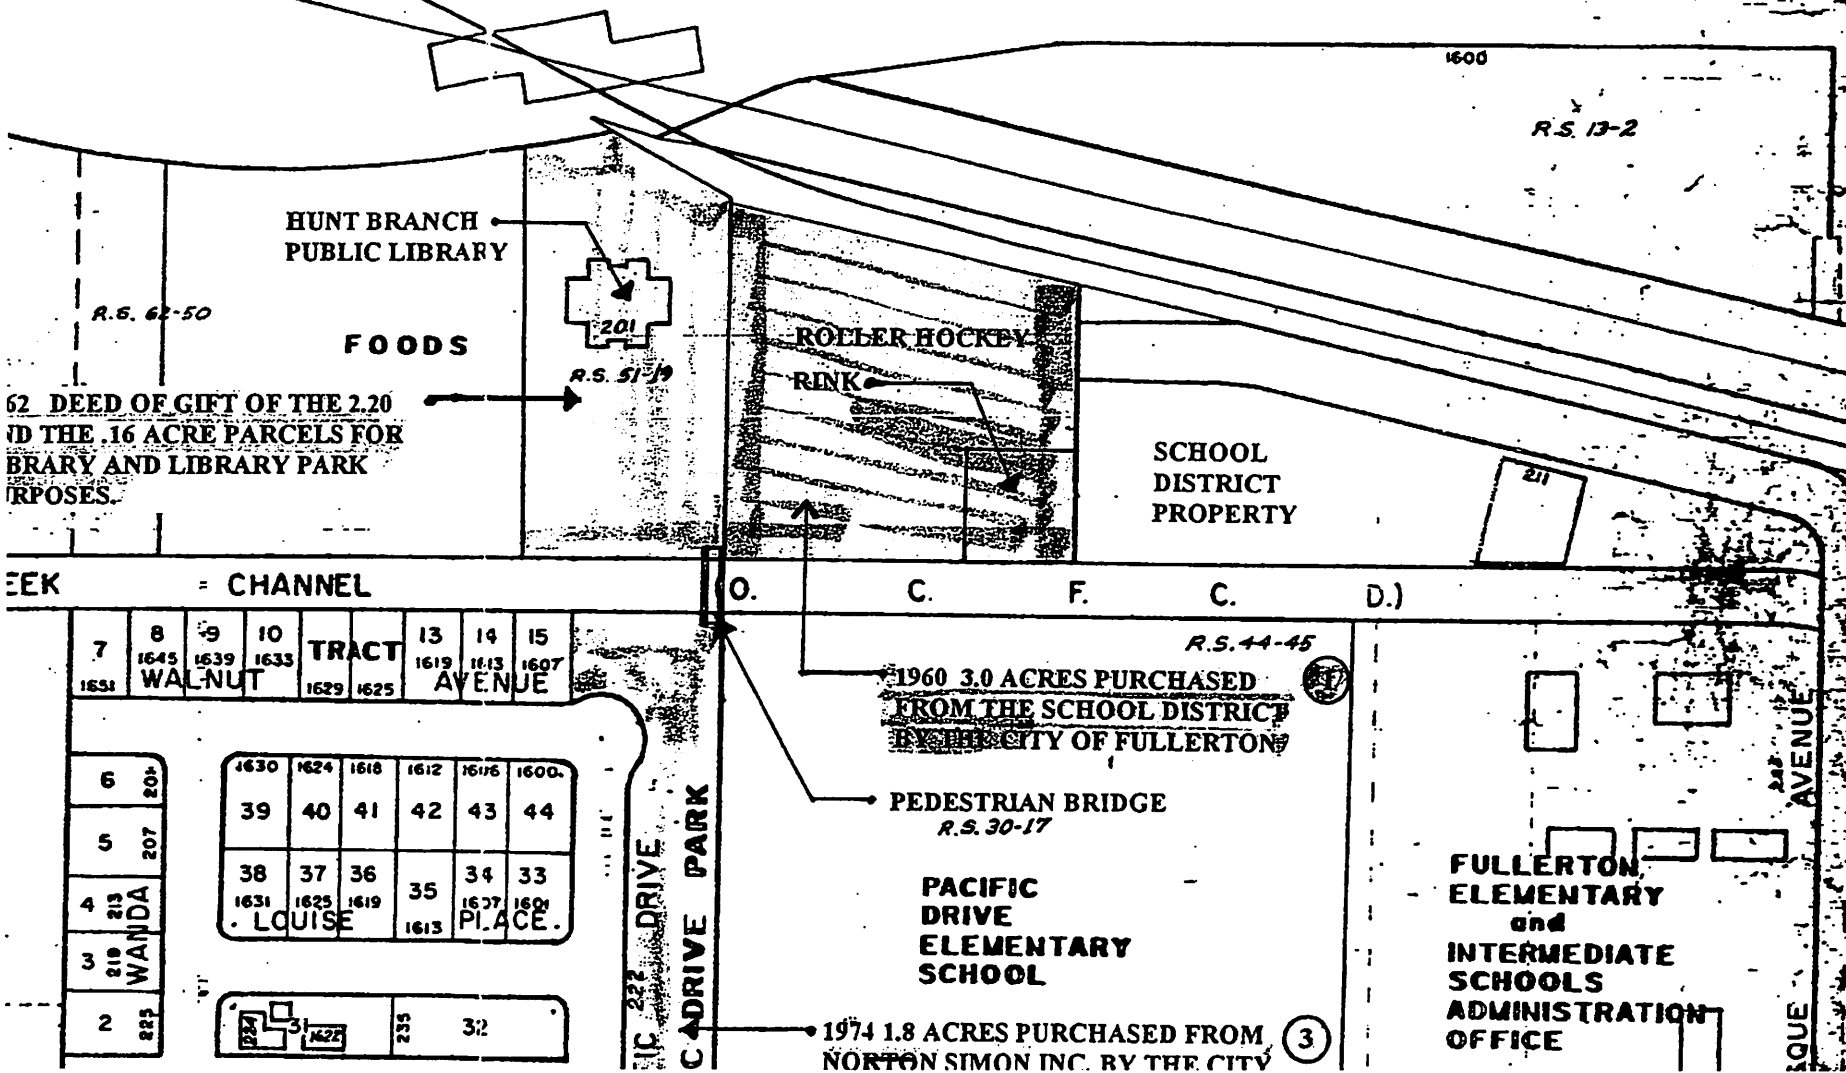 1600
R.S. 13-2
HUNT BRANCH
PUBLIC LIBRARY
R.S. 62-50
FOODS
201
R.S. 51-19
ROLLER HOCKEY
RINK
62 DEED OF GIFT OF THE 2.20
ND THE .16 ACRE PARCELS FOR
BRARY AND LIBRARY PARK
RPOSES.
SCHOOL
DISTRICT
PROPERTY
211
EEK = CHANNEL O. C. F. C. D.)
7 8 9 10 TRACT 13 14 15
1651 1645 1639 1633 1629 1625 1619 1613 1607
WALNUT AVENUE
R.S. 44-45
1960 3.0 ACRES PURCHASED
FROM THE SCHOOL DISTRICT
BY THE CITY OF FULLERTON
PEDESTRIAN BRIDGE
R.S. 30-17
6
5 207
4 213
3 219
2 225
WANDA
1630 1624 1618 1612 1606 1600
39 40 41 42 43 44
38 37 36 35 34 33
1631 1625 1619 1613 1607 1601
LOUISE PLACE
31 1622 235 32
IC DRIVE
222
C DRIVE PARK
PACIFIC
DRIVE
ELEMENTARY
SCHOOL
AVENUE
FULLERTON
ELEMENTARY
and
INTERMEDIATE
SCHOOLS
ADMINISTRATION
OFFICE
AQUE
1974 1.8 ACRES PURCHASED FROM
NORTON SIMON INC. BY THE CITY
3